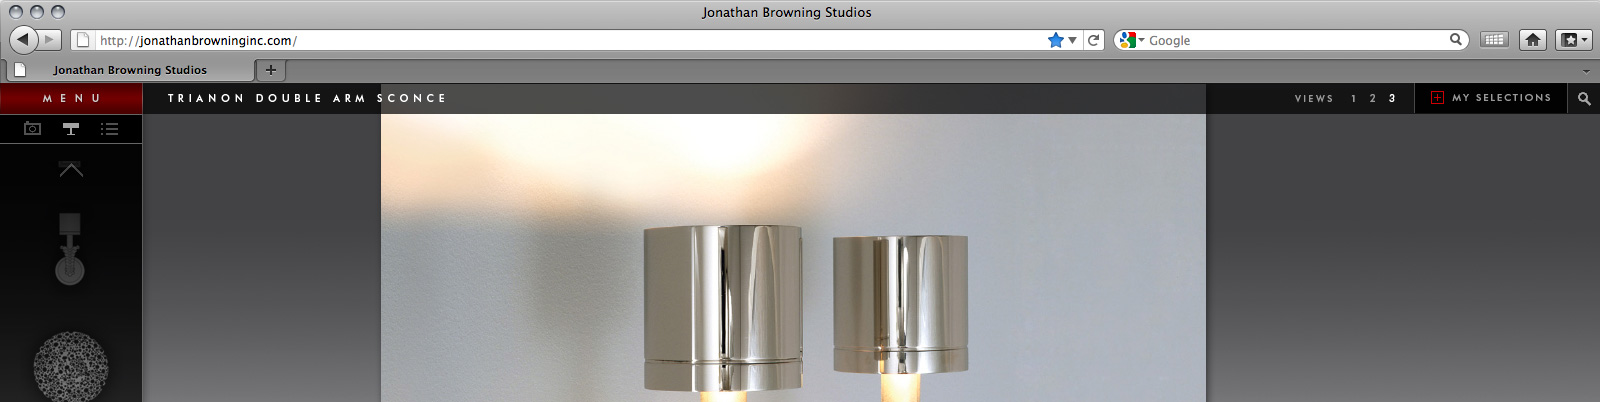 Jonathan Browning Studios
http://jonathanbrowninginc.com/
Google
Jonathan Browning Studios
MENU
TRIANON DOUBLE ARM SCONCE
VIEWS 1 2 3
MY SELECTIONS